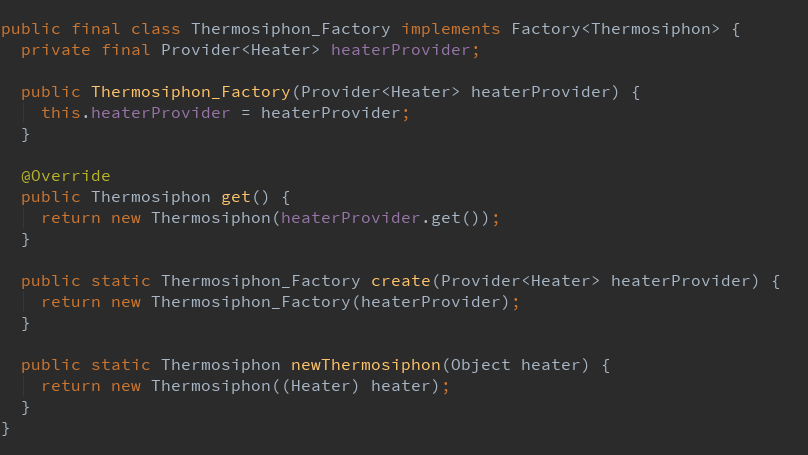 public final class Thermosiphon_Factory implements Factory<Thermosiphon> {
  private final Provider<Heater> heaterProvider;

  public Thermosiphon_Factory(Provider<Heater> heaterProvider) {
    this.heaterProvider = heaterProvider;
  }

  @Override
  public Thermosiphon get() {
    return new Thermosiphon(heaterProvider.get());
  }

  public static Thermosiphon_Factory create(Provider<Heater> heaterProvider) {
    return new Thermosiphon_Factory(heaterProvider);
  }

  public static Thermosiphon newThermosiphon(Object heater) {
    return new Thermosiphon((Heater) heater);
  }
}